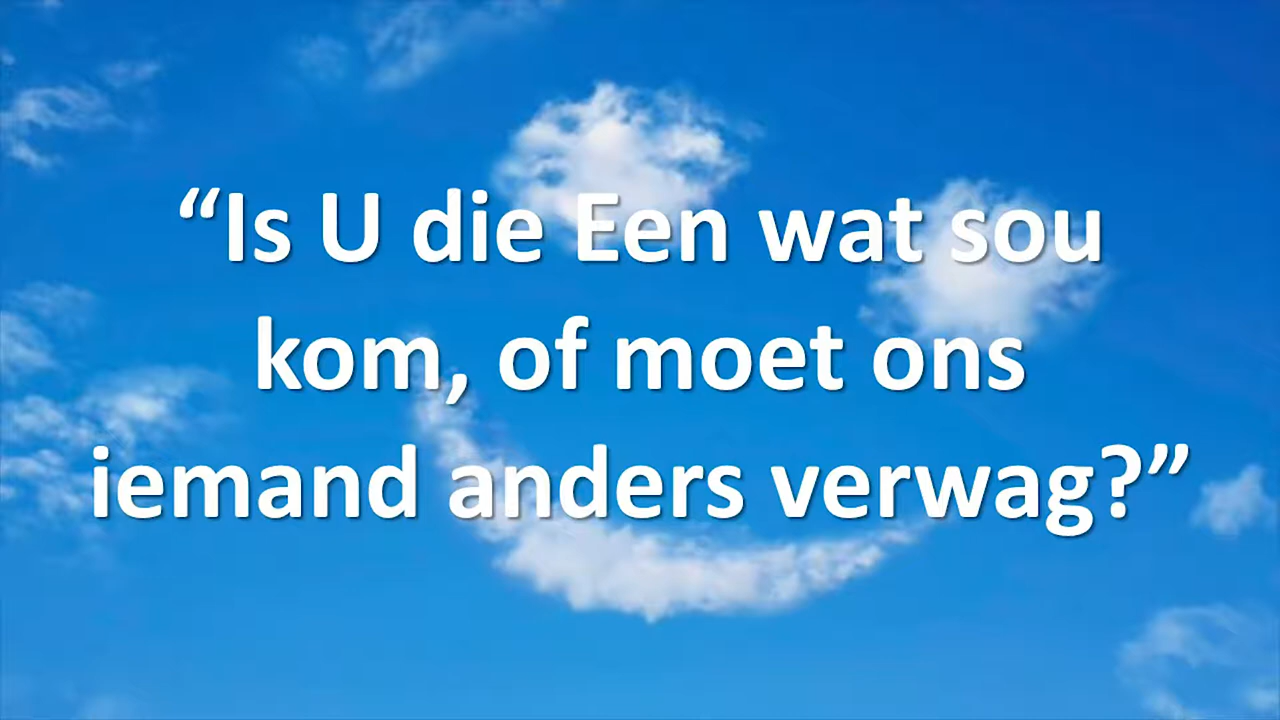 “Is U die Een wat sou
kom, of moet ons
iemand anders verwag?”